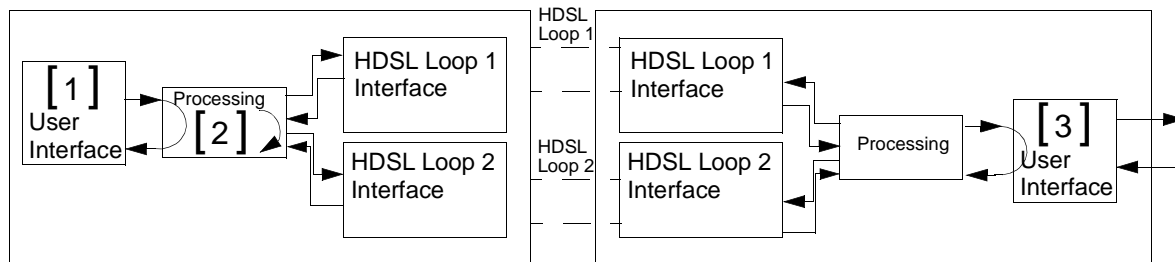 [1]
User
Interface
Processing
[2]
HDSL Loop 1
Interface
HDSL Loop 2
Interface
HDSL
Loop 1
HDSL
Loop 2
HDSL Loop 1
Interface
HDSL Loop 2
Interface
Processing
[3]
User
Interface